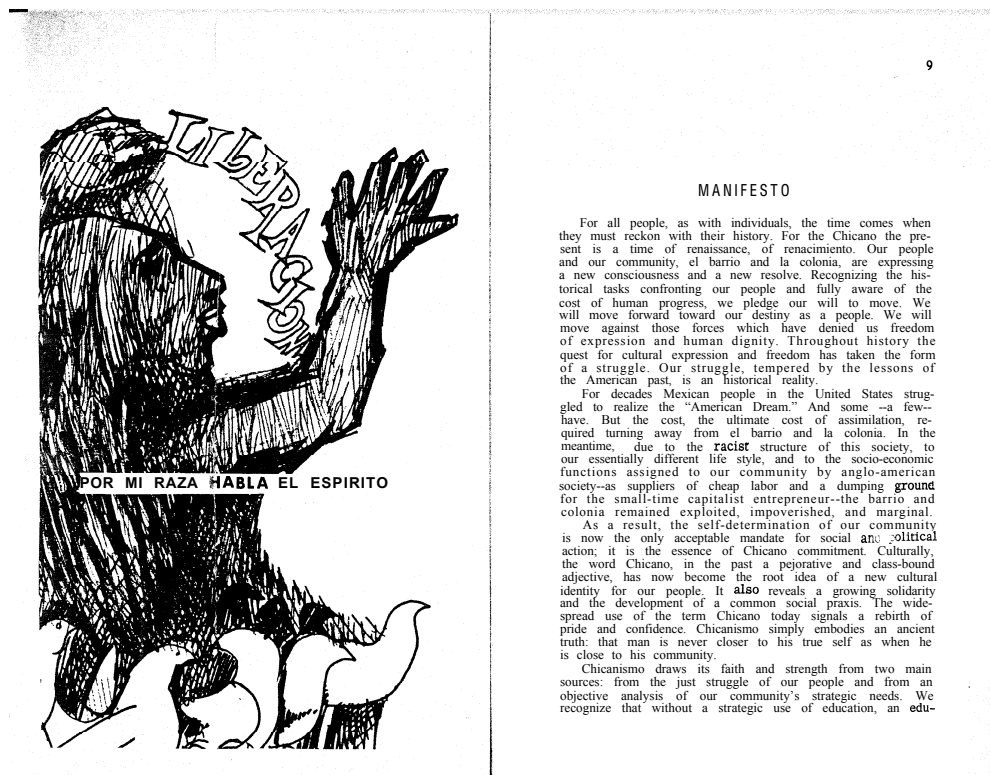 LIBERACION
POR MI RAZA HABLA EL ESPIRITO
9
MANIFESTO
For all people, as with individuals, the time comes when
they must reckon with their history. For the Chicano the pre-
sent is a time of renaissance, of renacimiento. Our people
and our community, el barrio and la colonia, are expressing
a new consciousness and a new resolve. Recognizing the his-
torical tasks confronting our people and fully aware of the
cost of human progress, we pledge our will to move. We
will move forward toward our destiny as a people. We will
move against those forces which have denied us freedom
of expression and human dignity. Throughout history the
quest for cultural expression and freedom has taken the form
of a struggle. Our struggle, tempered by the lessons of
the American past, is an historical reality.
For decades Mexican people in the United States strug-
gled to realize the “American Dream.” And some --a few--
have. But the cost, the ultimate cost of assimilation, re-
quired turning away from el barrio and la colonia. In the
meantime, due to the racist structure of this society, to
our essentially different life style, and to the socio-economic
functions assigned to our community by anglo-american
society--as suppliers of cheap labor and a dumping ground
for the small-time capitalist entrepreneur--the barrio and
colonia remained exploited, impoverished, and marginal.
As a result, the self-determination of our community
is now the only acceptable mandate for social and political
action; it is the essence of Chicano commitment. Culturally,
the word Chicano, in the past a pejorative and class-bound
adjective, has now become the root idea of a new cultural
identity for our people. It also reveals a growing solidarity
and the development of a common social praxis. The wide-
spread use of the term Chicano today signals a rebirth of
pride and confidence. Chicanismo simply embodies an ancient
truth: that man is never closer to his true self as when he
is close to his community.
Chicanismo draws its faith and strength from two main
sources: from the just struggle of our people and from an
objective analysis of our community’s strategic needs. We
recognize that without a strategic use of education, an edu-